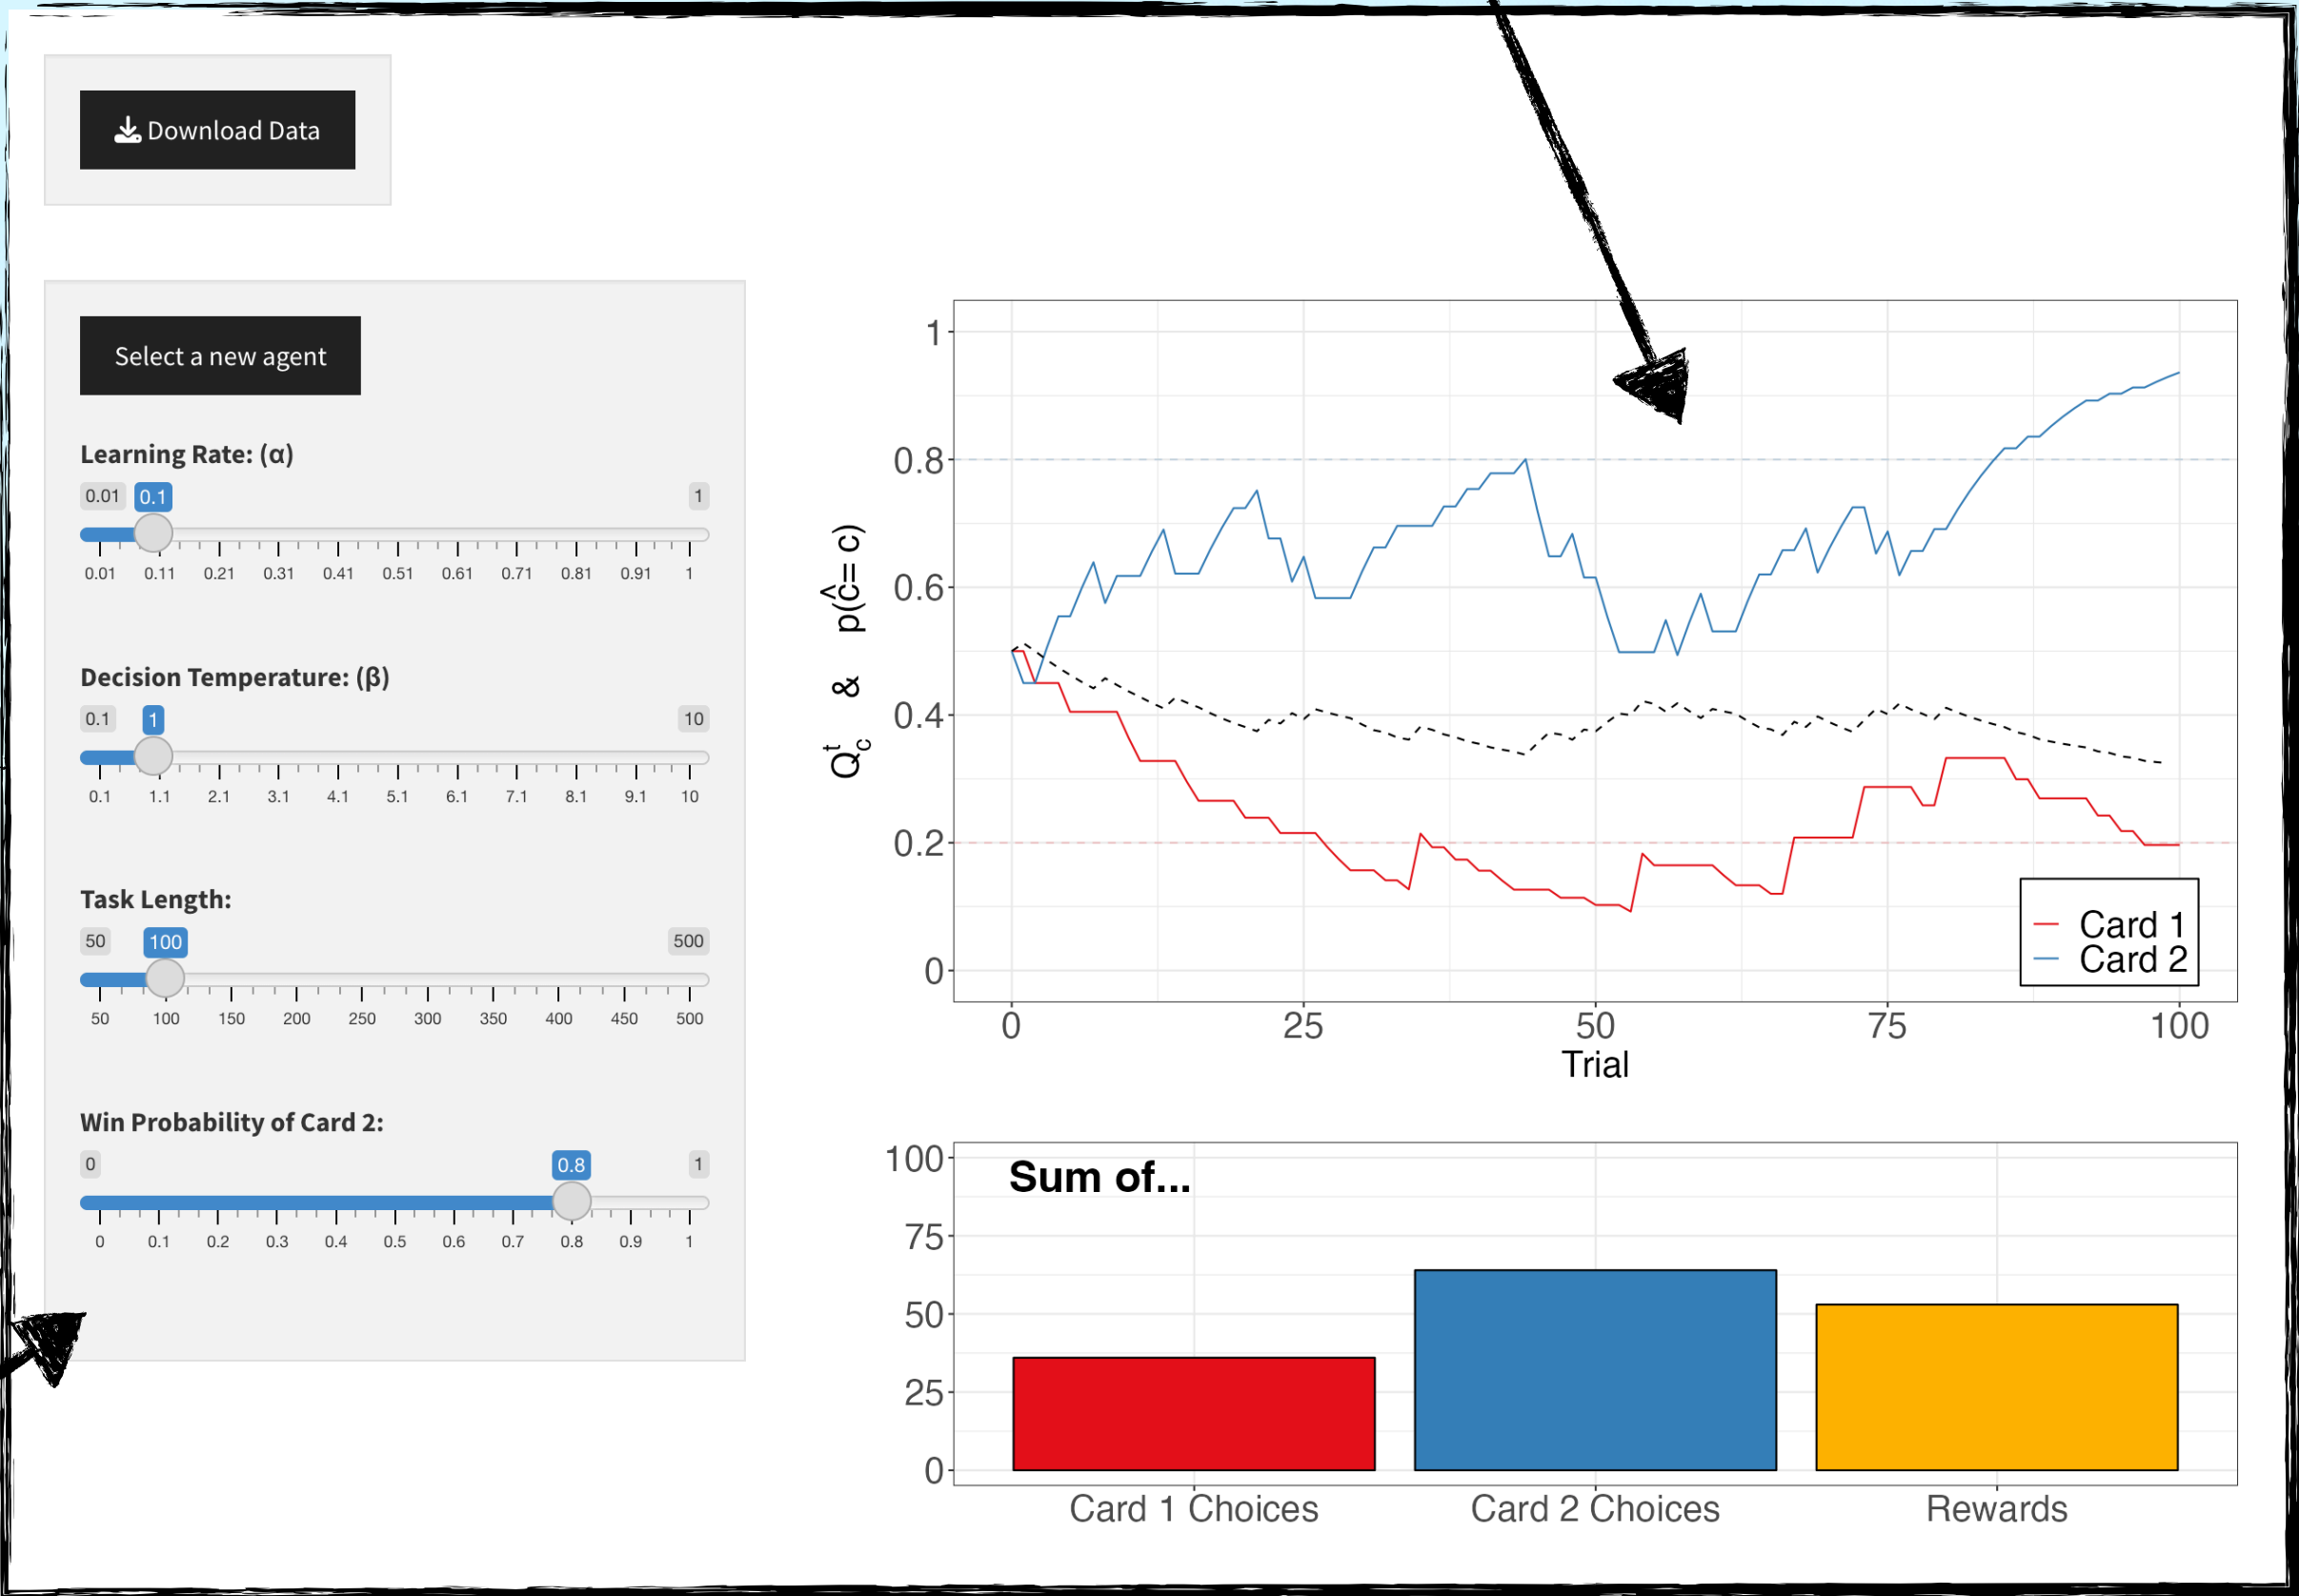 Download Data
Select a new agent
Learning Rate: (α)
0.01 0.1 1
0.01 0.11 0.21 0.31 0.41 0.51 0.61 0.71 0.81 0.91 1
Decision Temperature: (β)
0.1 1 10
0.1 1.1 2.1 3.1 4.1 5.1 6.1 7.1 8.1 9.1 10
Task Length:
50 100 500
50 100 150 200 250 300 350 400 450 500
Win Probability of Card 2:
0 0.8 1
0 0.1 0.2 0.3 0.4 0.5 0.6 0.7 0.8 0.9 1
Q_c^t & p(ĉ= c)
1
0.8
0.6
0.4
0.2
0
Card 1
Card 2
0 25 50 75 100
Trial
Sum of...
100
75
50
25
0
Card 1 Choices Card 2 Choices Rewards